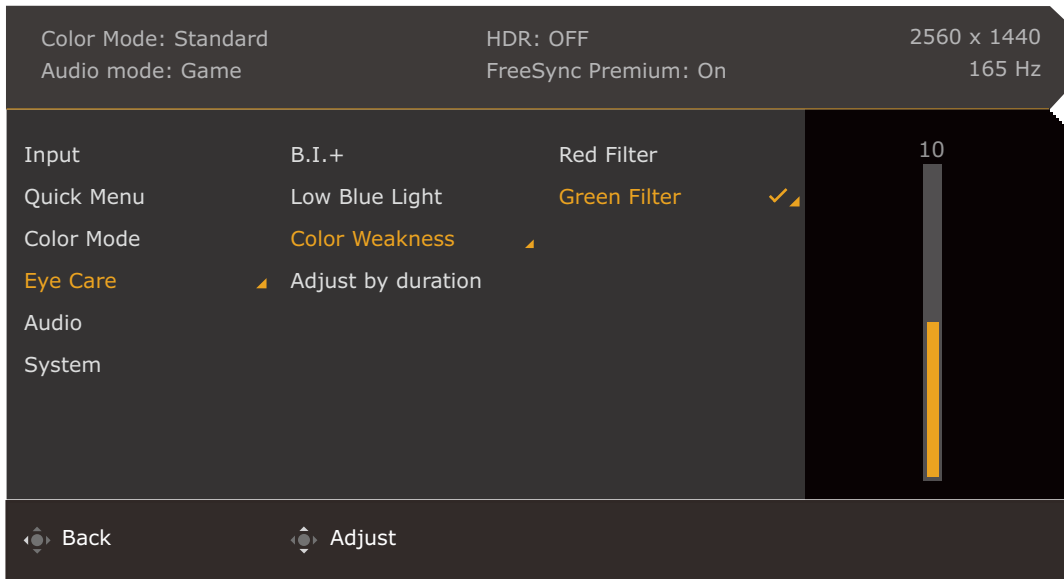 Color Mode: Standard
HDR: OFF
2560 x 1440
Audio mode: Game
FreeSync Premium: On
165 Hz
Input
Quick Menu
Color Mode
Eye Care
Audio
System
B.I.+
Low Blue Light
Color Weakness
Adjust by duration
Red Filter
Green Filter
10
Back
Adjust